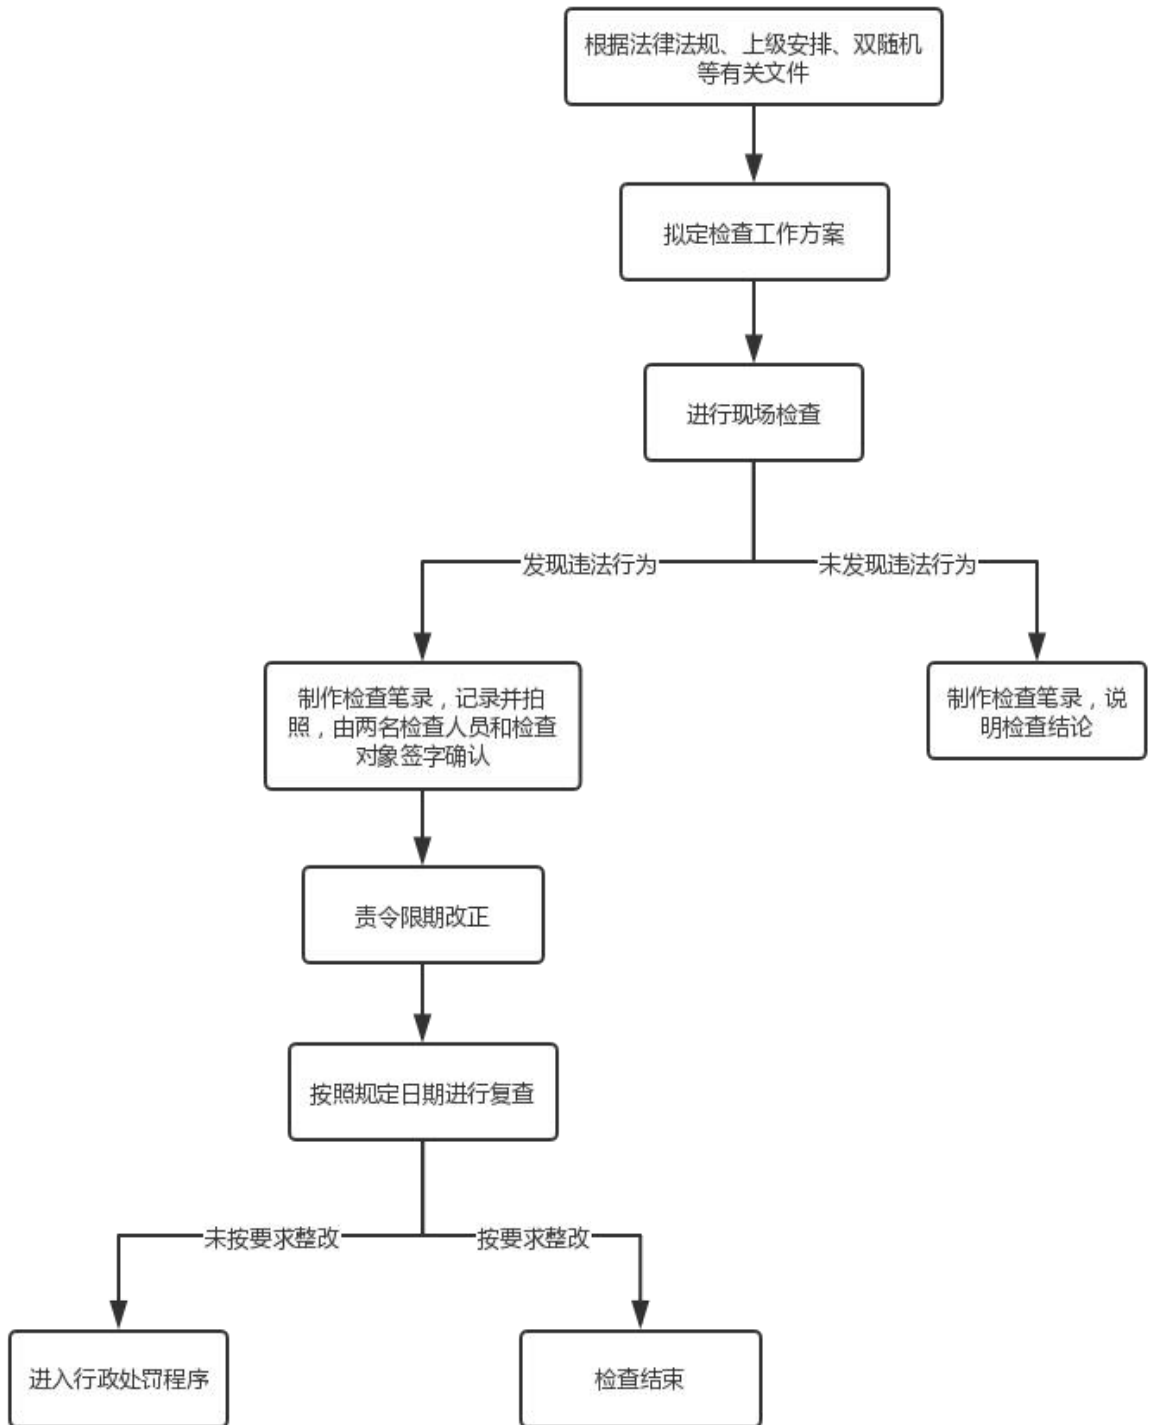 根据法律法规、上级安排、双随机
等有关文件
拟定检查工作方案
进行现场检查
发现违法行为
未发现违法行为
制作检查笔录，记录并拍
照，由两名检查人员和检查
对象签字确认
制作检查笔录，说
明检查结论
责令限期改正
按照规定日期进行复查
未按要求整改
按要求整改
进入行政处罚程序
检查结束